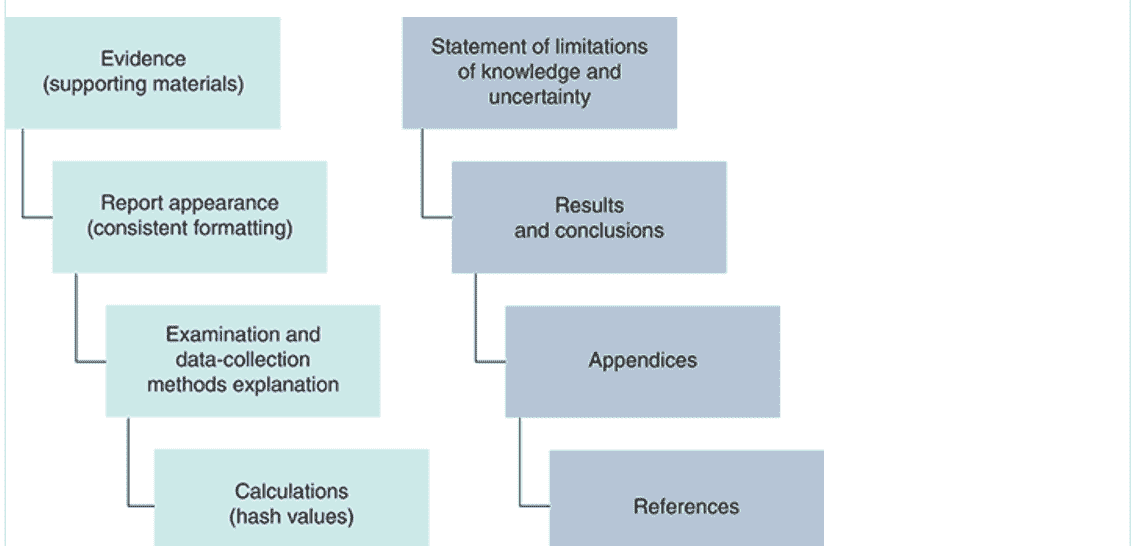 Evidence
(supporting materials)
Report appearance
(consistent formatting)
Examination and
data-collection
methods explanation
Calculations
(hash values)
Statement of limitations
of knowledge and
uncertainty
Results
and conclusions
Appendices
References